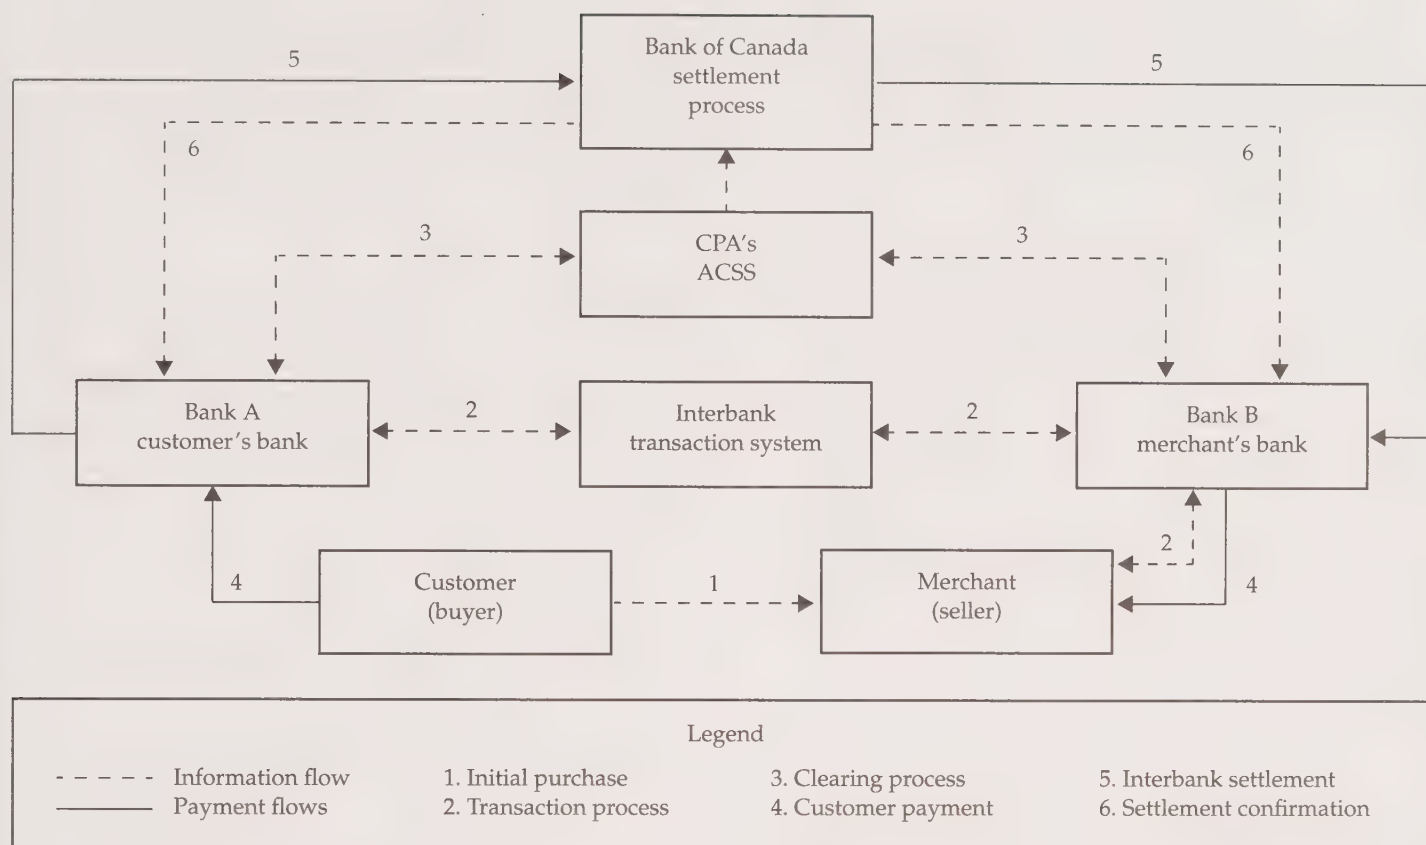 5
Bank of Canada
settlement
process
5
6
6
3
CPA's
ACSS
3
Bank A
customer's bank
2
Interbank
transaction system
2
Bank B
merchant's bank
4
Customer
(buyer)
1
Merchant
(seller)
2
4
Legend
Information flow
Payment flows
1. Initial purchase
2. Transaction process
3. Clearing process
4. Customer payment
5. Interbank settlement
6. Settlement confirmation